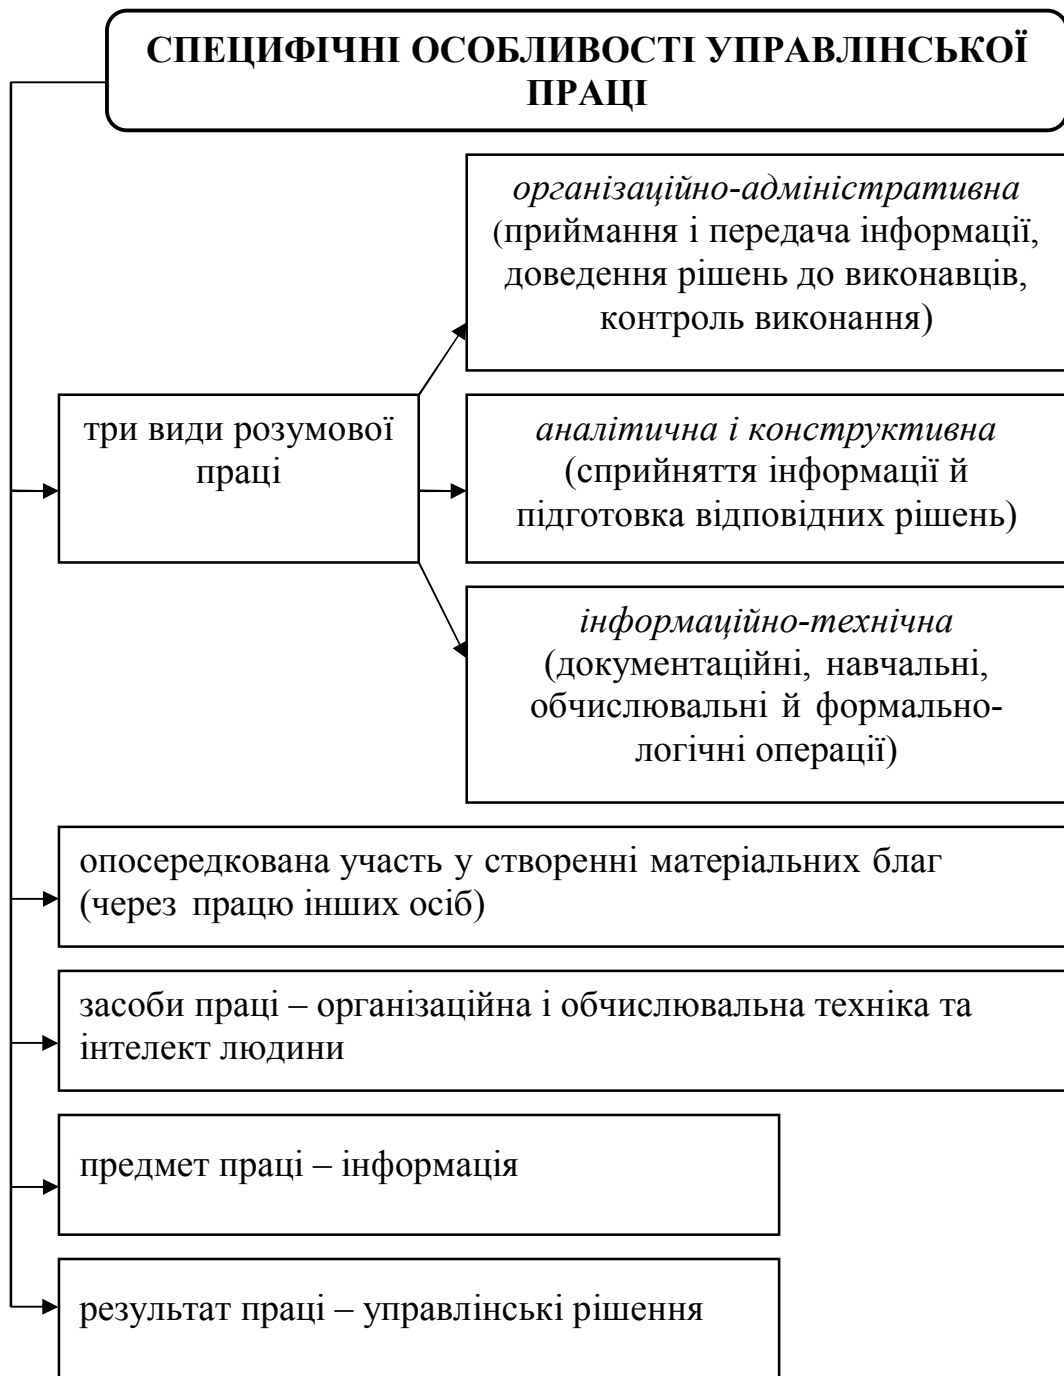 СПЕЦИФІЧНІ ОСОБЛИВОСТІ УПРАВЛІНСЬКОЇ
ПРАЦІ
організаційно-адміністративна
(приймання і передача інформації,
доведення рішень до виконавців,
контроль виконання)
три види розумової
праці
аналітична і конструктивна
(сприйняття інформації й
підготовка відповідних рішень)
інформаційно-технічна
(документаційні, навчальні,
обчислювальні й формально-
логічні операції)
опосередкована участь у створенні матеріальних благ
(через працю інших осіб)
засоби праці – організаційна і обчислювальна техніка та
інтелект людини
предмет праці – інформація
результат праці – управлінські рішення